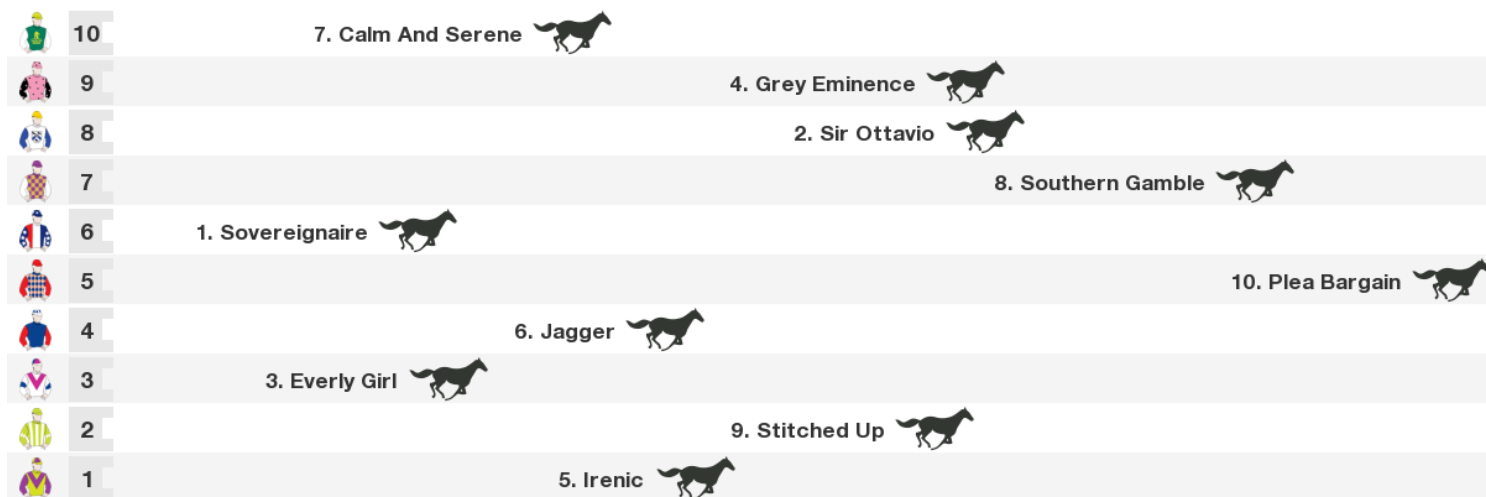 10 7. Calm And Serene
9 4. Grey Eminence
8 2. Sir Ottavio
7 8. Southern Gamble
6 1. Sovereignaire
5 10. Plea Bargain
4 6. Jagger
3 3. Everly Girl
2 9. Stitched Up
1 5. Irenic